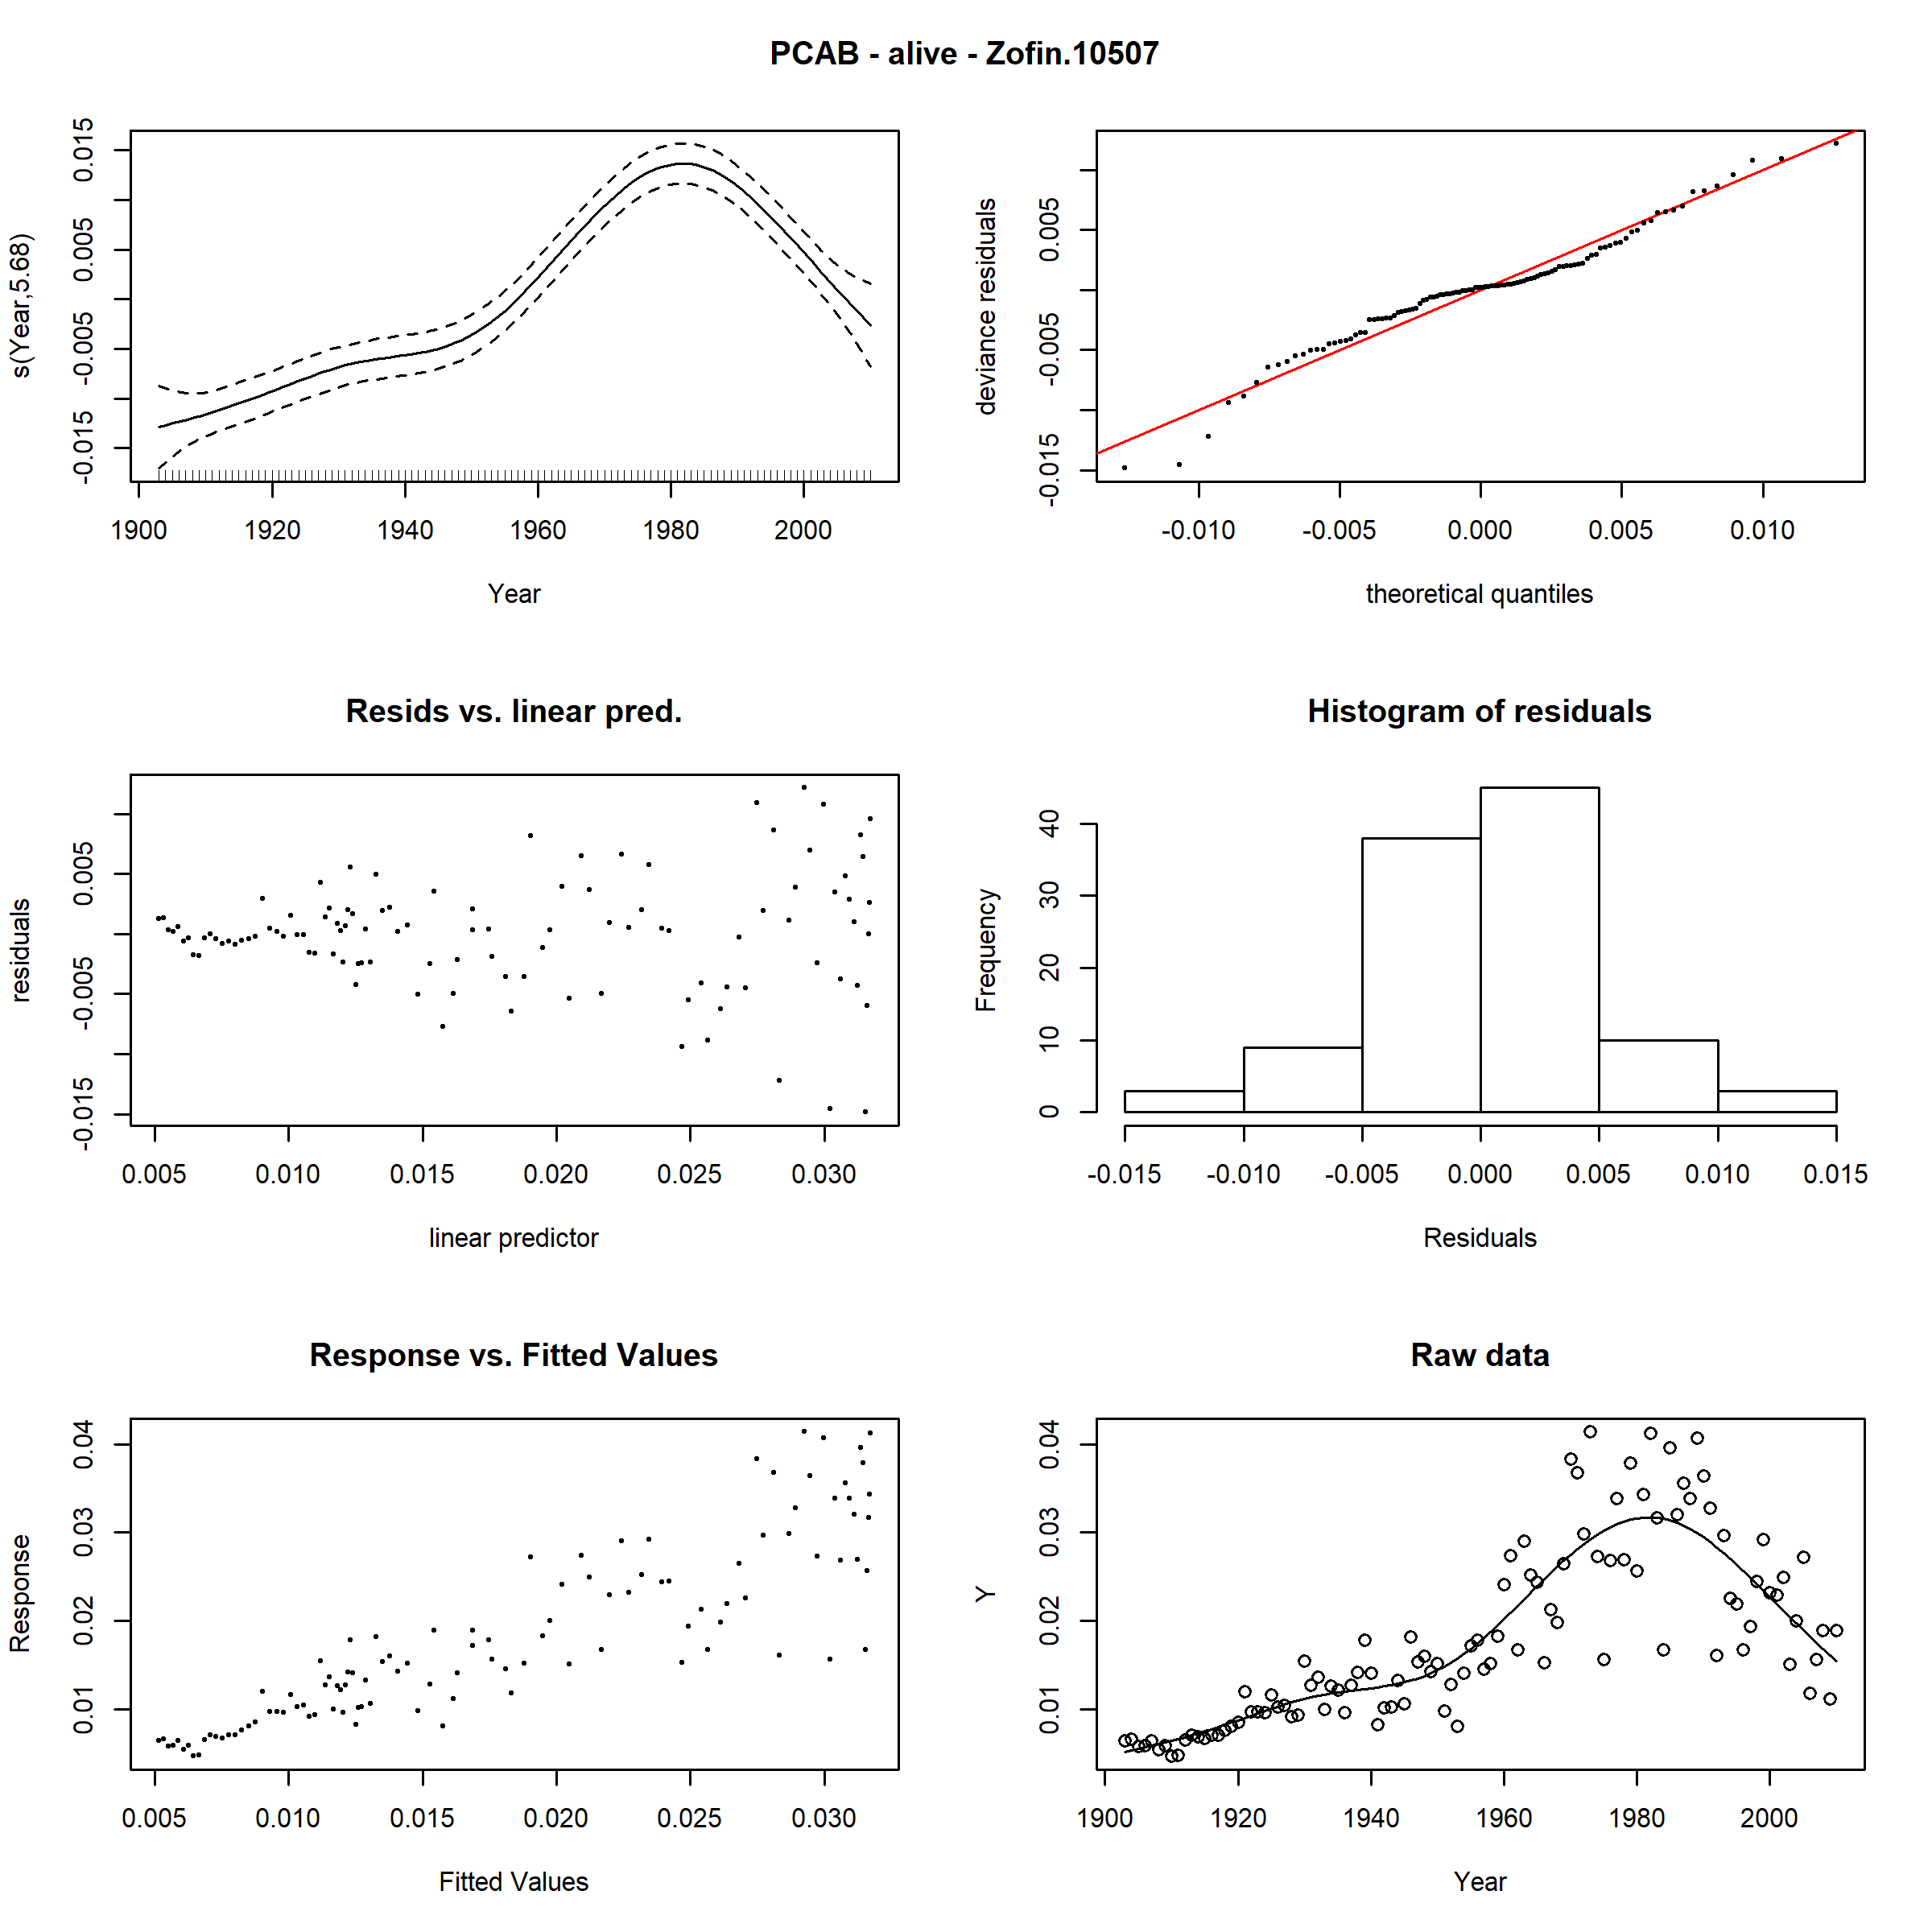 PCAB - alive - Zofin.10507
s(Year,5.68)
-0.015 -0.005 0.005 0.015
1900 1920 1940 1960 1980 2000
Year
deviance residuals
-0.015 -0.005 0.005
-0.010 -0.005 0.000 0.005 0.010
theoretical quantiles
Resids vs. linear pred.
residuals
-0.015 -0.005 0.005
0.005 0.010 0.015 0.020 0.025 0.030
linear predictor
Histogram of residuals
Frequency
0 10 20 30 40
-0.015 -0.010 -0.005 0.000 0.005 0.010 0.015
Residuals
Response vs. Fitted Values
Response
0.01 0.02 0.03 0.04
0.005 0.010 0.015 0.020 0.025 0.030
Fitted Values
Raw data
Y
0.01 0.02 0.03 0.04
1900 1920 1940 1960 1980 2000
Year